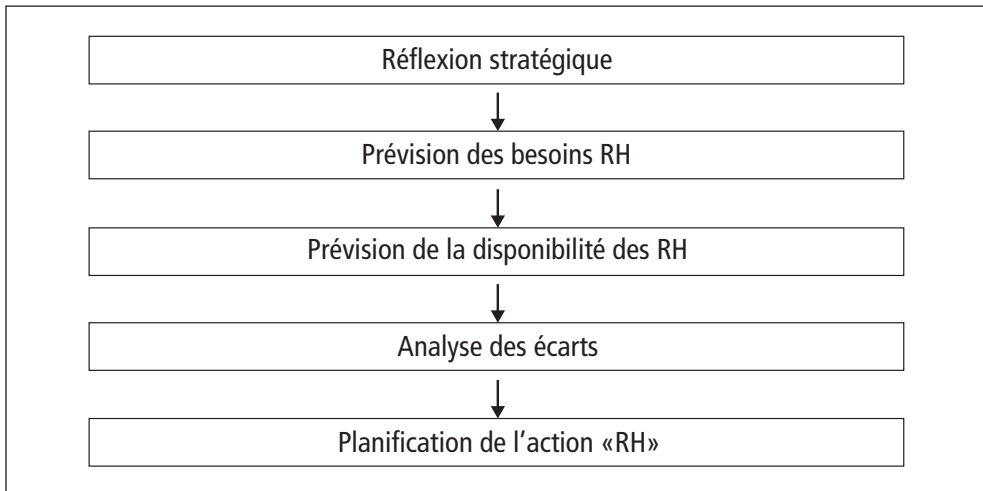 Réflexion stratégique
Prévision des besoins RH
Prévision de la disponibilité des RH
Analyse des écarts
Planification de l'action «RH»